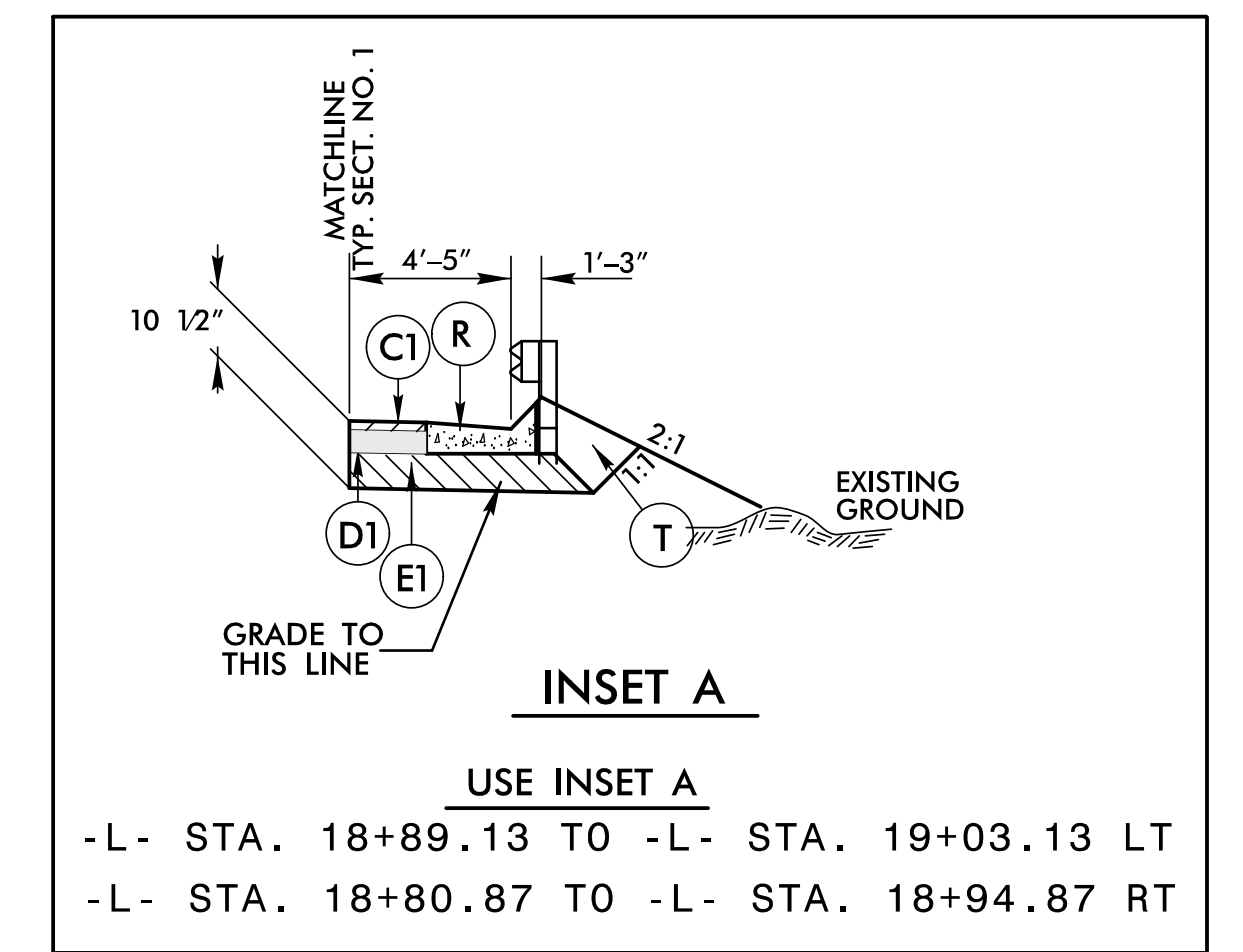 MATCHLINE
TYP. SECT. NO. 1
4'–5"
1'–3"
10 1/2"
C1
R
2:1
1:1
EXISTING
GROUND
D1
T
E1
GRADE TO
THIS LINE
INSET A
USE INSET A
-L- STA. 18+89.13 TO -L- STA. 19+03.13 LT
-L- STA. 18+80.87 TO -L- STA. 18+94.87 RT